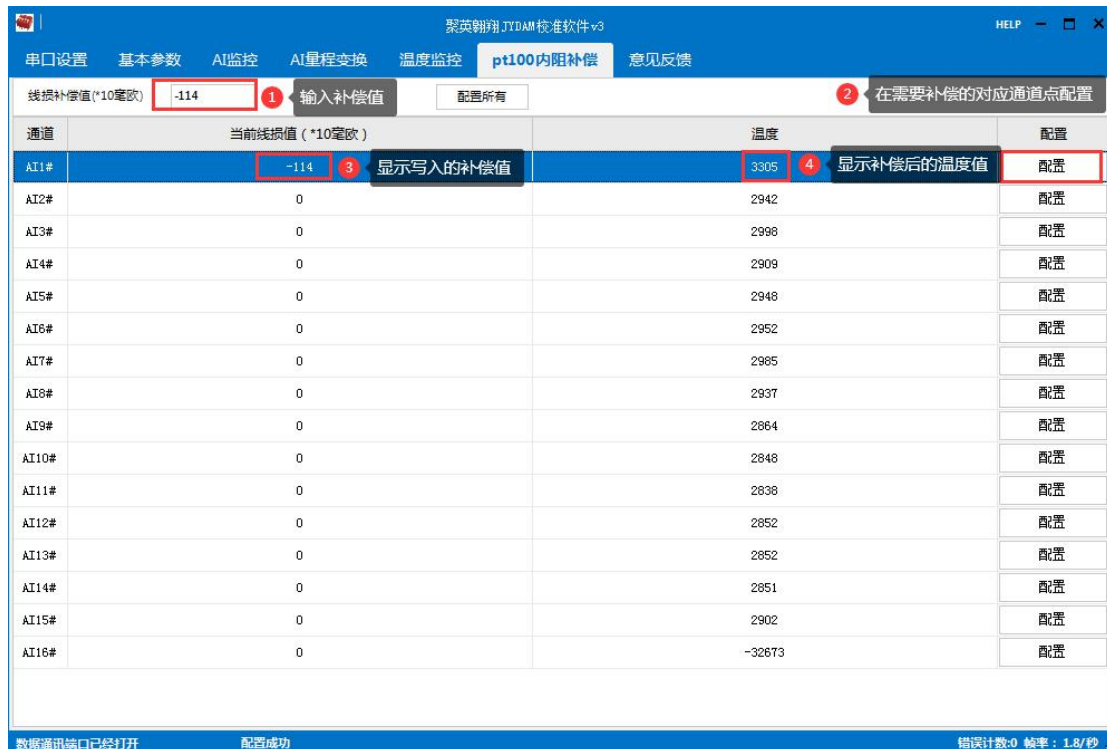 聚英翱翔JYDAM校准软件v3 HELP
串口设置 基本参数 AI监控 AI量程变换 温度监控 pt100内阻补偿 意见反馈
线损补偿值(*10毫欧) -114 1 输入补偿值 配置所有 2 在需要补偿的对应通道点配置
通道 当前线损值(*10毫欧) 温度 配置
AI1# -114 3 显示写入的补偿值 3305 4 显示补偿后的温度值 配置
AI2# 0 2942 配置
AI3# 0 2998 配置
AI4# 0 2909 配置
AI5# 0 2948 配置
AI6# 0 2952 配置
AI7# 0 2985 配置
AI8# 0 2937 配置
AI9# 0 2864 配置
AI10# 0 2848 配置
AI11# 0 2838 配置
AI12# 0 2852 配置
AI13# 0 2852 配置
AI14# 0 2851 配置
AI15# 0 2902 配置
AI16# 0 -32673 配置
数据通讯端口已经打开 配置成功 错误计数:0 帧率：1.8/秒